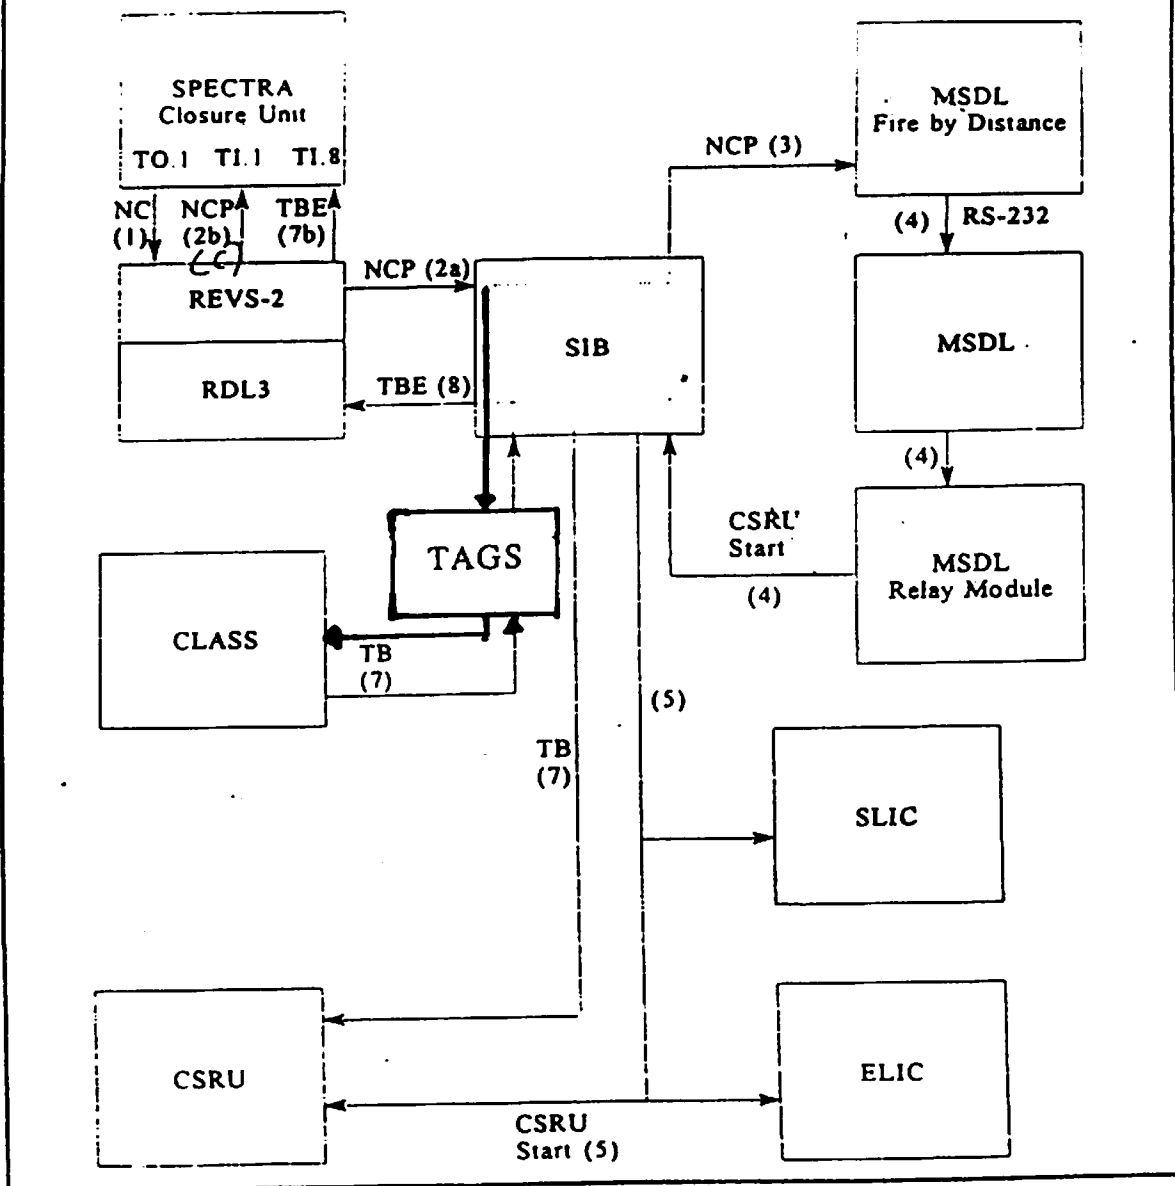 SPECTRA
Closure Unit
TO.1 TI.1 TI.8
NC
(1)
NCP
(2b)
(C)
TBE
(7b)
REVS-2
RDL3
NCP (2a)
TBE (8)
SIB
NCP (3)
MSDL
Fire by Distance
(4) RS-232
MSDL
(4)
MSDL
Relay Module
CSRU
Start
(4)
TAGS
CLASS
TB
(7)
TB
(7)
(5)
SLIC
CSRU
CSRU
Start (5)
ELIC